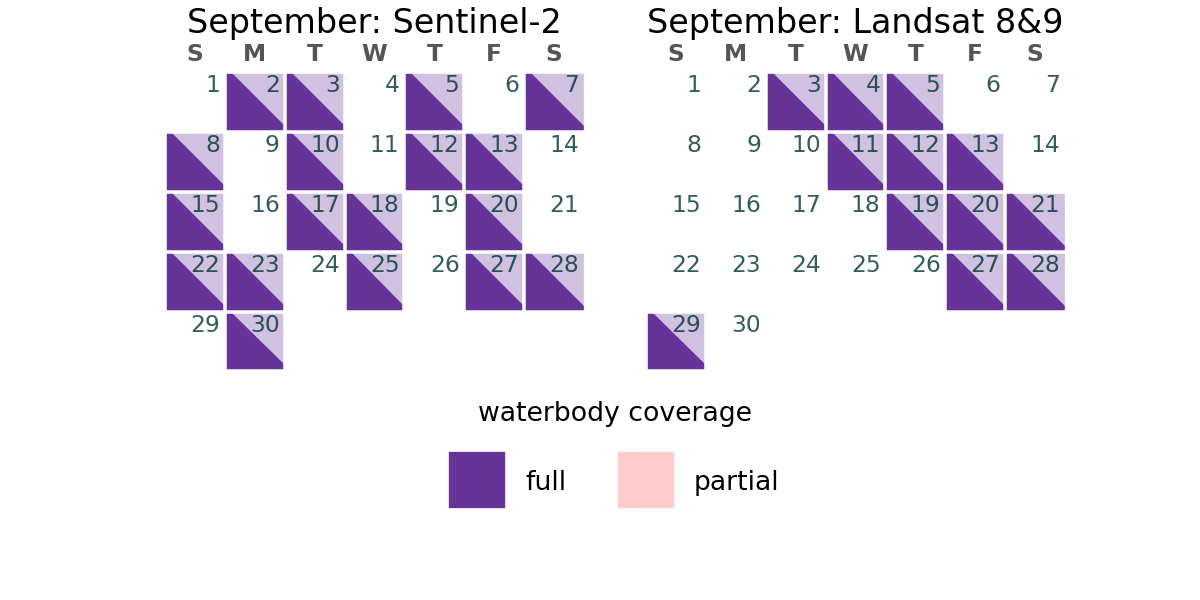 September: Sentinel-2
S M T W T F S
1 2 3 4 5 6 7
8 9 10 11 12 13 14
15 16 17 18 19 20 21
22 23 24 25 26 27 28
29 30
September: Landsat 8&9
S M T W T F S
1 2 3 4 5 6 7
8 9 10 11 12 13 14
15 16 17 18 19 20 21
22 23 24 25 26 27 28
29 30
waterbody coverage
full partial